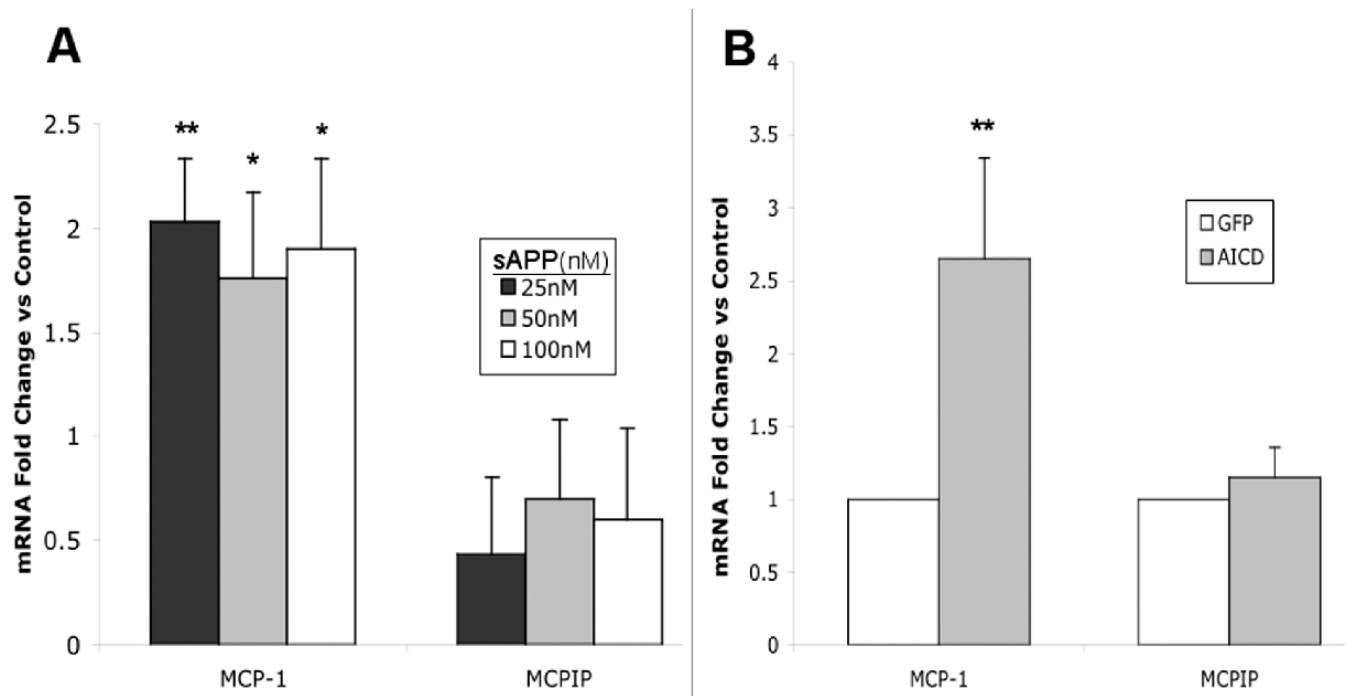 A
mRNA Fold Change vs Control
2.5
2
1.5
1
0.5
0
**
*
*
sAPP(nM)
25nM
50nM
100nM
MCP-1
MCPIP
B
mRNA Fold Change vs Control
4
3.5
3
2.5
2
1.5
1
0.5
0
**
GFP
AICD
MCP-1
MCPIP